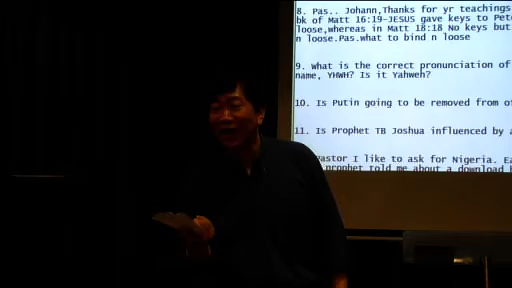 8. Pas.. Johann,Thanks for yr teachings
bk of Matt 16:19-JESUS gave keys to Pet
loose,whereas in Matt 18:18 No keys but
n loose.Pas.what to bind n loose
9. what is the correct pronunciation of
name, YHWH? Is it Yahweh?
10. Is Putin going to be removed from o
11. Is Prophet TB Joshua influenced by a
astor I like to ask for Nigeria. Ea
prophet told me about a download